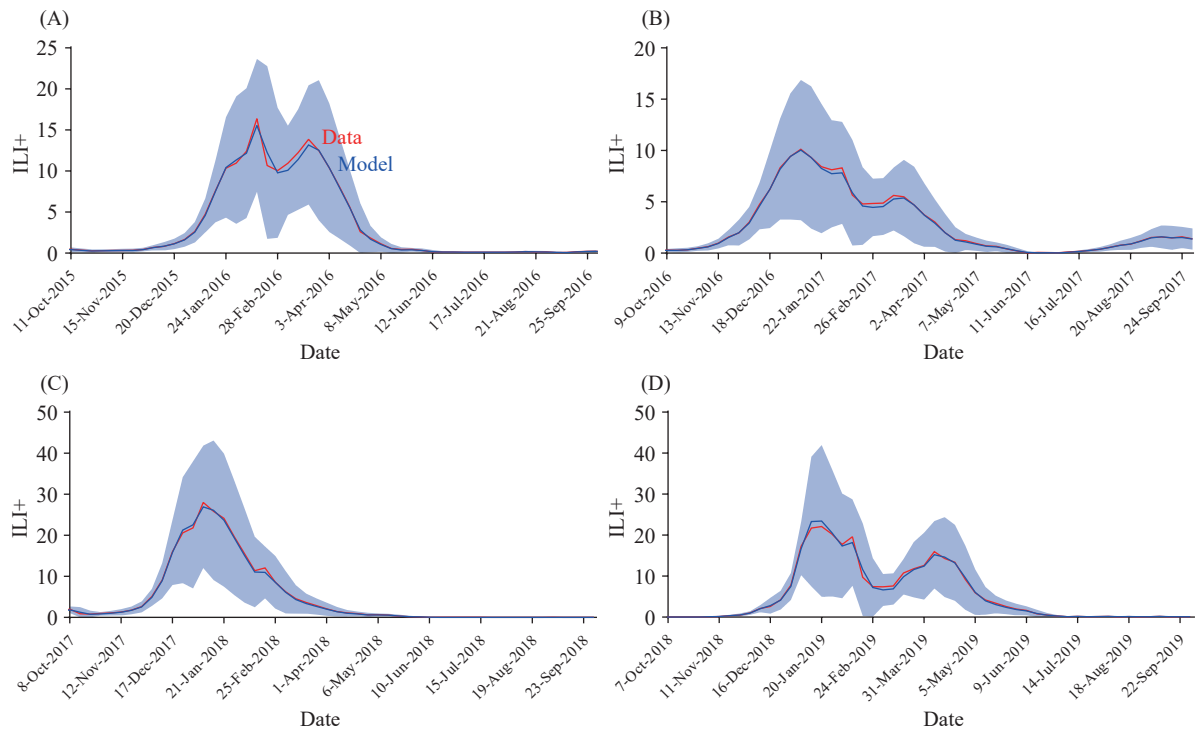 (A)
25
20
15
10
5
0
ILI+
Data
Model
11-Oct-2015
15-Nov-2015
20-Dec-2015
24-Jan-2016
28-Feb-2016
3-Apr-2016
8-May-2016
12-Jun-2016
17-Jul-2016
21-Aug-2016
25-Sep-2016
Date
(B)
20
15
10
5
0
ILI+
9-Oct-2016
13-Nov-2016
18-Dec-2016
22-Jan-2017
26-Feb-2017
2-Apr-2017
7-May-2017
11-Jun-2017
16-Jul-2017
20-Aug-2017
24-Sep-2017
Date
(C)
50
40
30
20
10
0
ILI+
8-Oct-2017
12-Nov-2017
17-Dec-2017
21-Jan-2018
25-Feb-2018
1-Apr-2018
6-May-2018
10-Jun-2018
15-Jul-2018
19-Aug-2018
23-Sep-2018
Date
(D)
50
40
30
20
10
0
ILI+
7-Oct-2018
11-Nov-2018
16-Dec-2018
20-Jan-2019
24-Feb-2019
31-Mar-2019
5-May-2019
9-Jun-2019
14-Jul-2019
18-Aug-2019
22-Sep-2019
Date